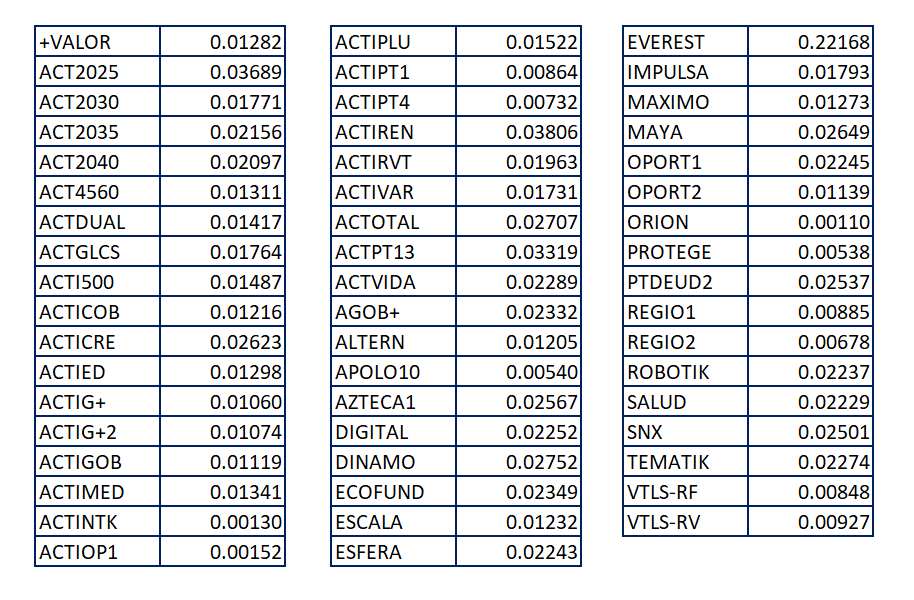 +VALOR 0.01282
ACT2025 0.03689
ACT2030 0.01771
ACT2035 0.02156
ACT2040 0.02097
ACT4560 0.01311
ACTDUAL 0.01417
ACTGLCS 0.01764
ACTI500 0.01487
ACTICOB 0.01216
ACTICRE 0.02623
ACTIED 0.01298
ACTIG+ 0.01060
ACTIG+2 0.01074
ACTIGOB 0.01119
ACTIMED 0.01341
ACTINTK 0.00130
ACTIOP1 0.00152
ACTIPLU 0.01522
ACTIPT1 0.00864
ACTIPT4 0.00732
ACTIREN 0.03806
ACTIRVT 0.01963
ACTIVAR 0.01731
ACTOTAL 0.02707
ACTPT13 0.03319
ACTVIDA 0.02289
AGOB+ 0.02332
ALTERN 0.01205
APOLO10 0.00540
AZTECA1 0.02567
DIGITAL 0.02252
DINAMO 0.02752
ECOFUND 0.02349
ESCALA 0.01232
ESFERA 0.02243
EVEREST 0.22168
IMPULSA 0.01793
MAXIMO 0.01273
MAYA 0.02649
OPORT1 0.02245
OPORT2 0.01139
ORION 0.00110
PROTEGE 0.00538
PTDEUD2 0.02537
REGIO1 0.00885
REGIO2 0.00678
ROBOTIK 0.02237
SALUD 0.02229
SNX 0.02501
TEMATIK 0.02274
VTLS-RF 0.00848
VTLS-RV 0.00927